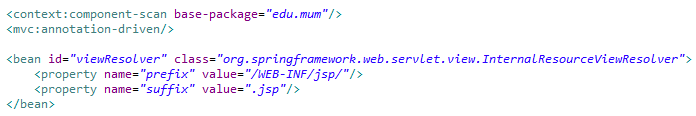 <context:component-scan base-package="edu.mum"/>
<mvc:annotation-driven/>
<bean id="viewResolver" class="org.springframework.web.servlet.view.InternalResourceViewResolver">
<property name="prefix" value="/WEB-INF/jsp/"/>
<property name="suffix" value=".jsp"/>
</bean>